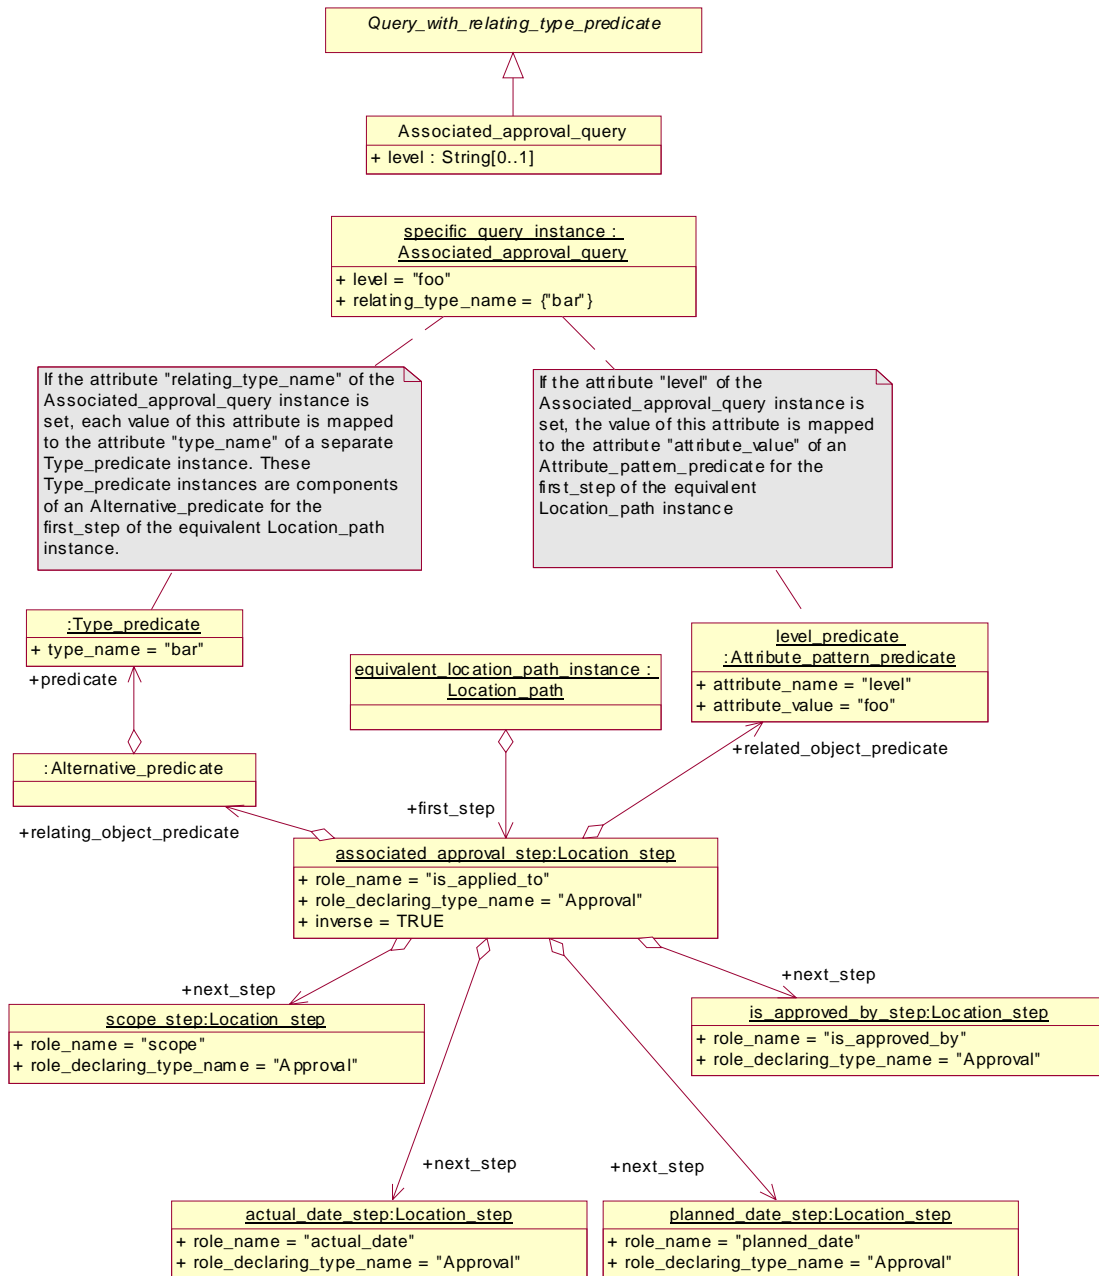 Query_with_relating_type_predicate
Associated_approval_query
+ level : String[0..1]
specific_query_instance :
Associated_approval_query
+ level = "foo"
+ relating_type_name = {"bar"}
If the attribute "relating_type_name" of the
Associated_approval_query instance is
set, each value of this attribute is mapped
to the attribute "type_name" of a separate
Type_predicate instance. These
Type_predicate instances are components
of an Alternative_predicate for the
first_step of the equivalent Location_path
instance.
If the attribute "level" of the
Associated_approval_query instance is
set, the value of this attribute is mapped
to the attribute "attribute_value" of an
Attribute_pattern_predicate for the
first_step of the equivalent
Location_path instance
:Type_predicate
+ type_name = "bar"
+predicate
equivalent_location_path_instance :
Location_path
level_predicate
:Attribute_pattern_predicate
+ attribute_name = "level"
+ attribute_value = "foo"
+related_object_predicate
:Alternative_predicate
+first_step
+relating_object_predicate
associated_approval_step:Location_step
+ role_name = "is_applied_to"
+ role_declaring_type_name = "Approval"
+ inverse = TRUE
+next_step
+next_step
scope_step:Location_step
+ role_name = "scope"
+ role_declaring_type_name = "Approval"
is_approved_by_step:Location_step
+ role_name = "is_approved_by"
+ role_declaring_type_name = "Approval"
+next_step
+next_step
actual_date_step:Location_step
+ role_name = "actual_date"
+ role_declaring_type_name = "Approval"
planned_date_step:Location_step
+ role_name = "planned_date"
+ role_declaring_type_name = "Approval"